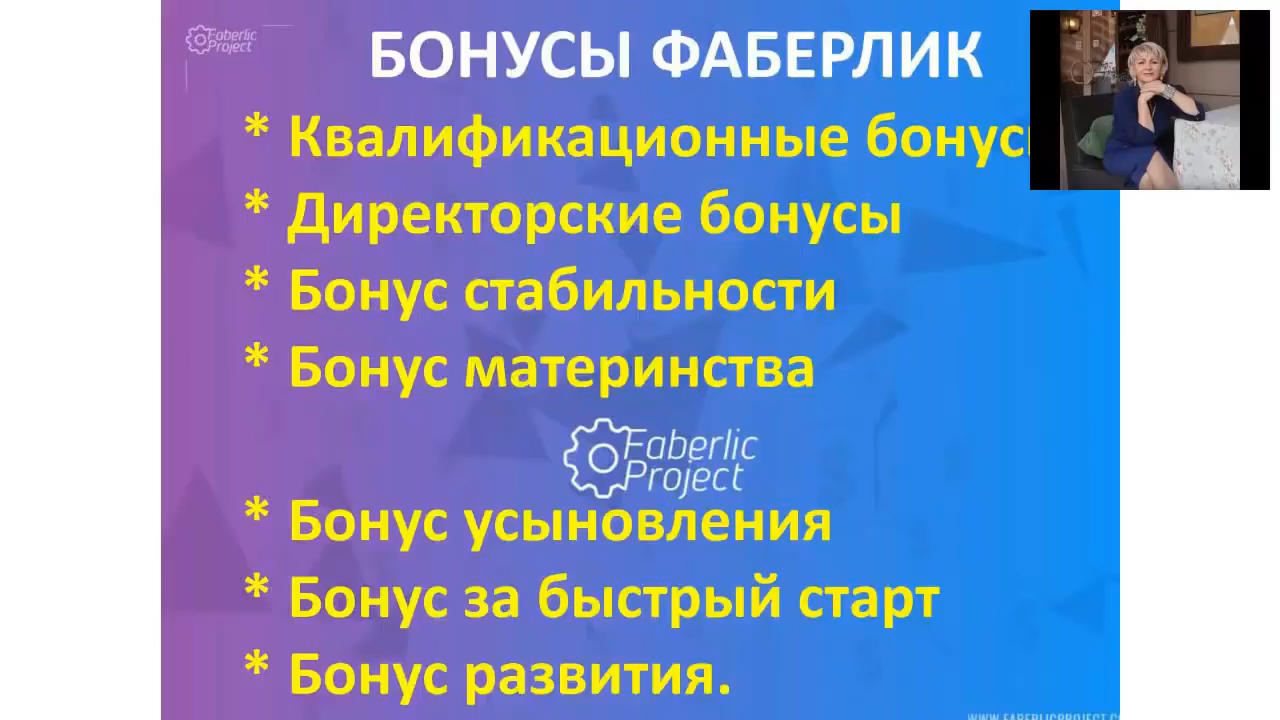 Faberlic
Project
БОНУСЫ ФАБЕРЛИК
* Квалификационные бонус
* Директорские бонусы
* Бонус стабильности
* Бонус материнства
Faberlic
Project
* Бонус усыновления
* Бонус за быстрый старт
* Бонус развития.